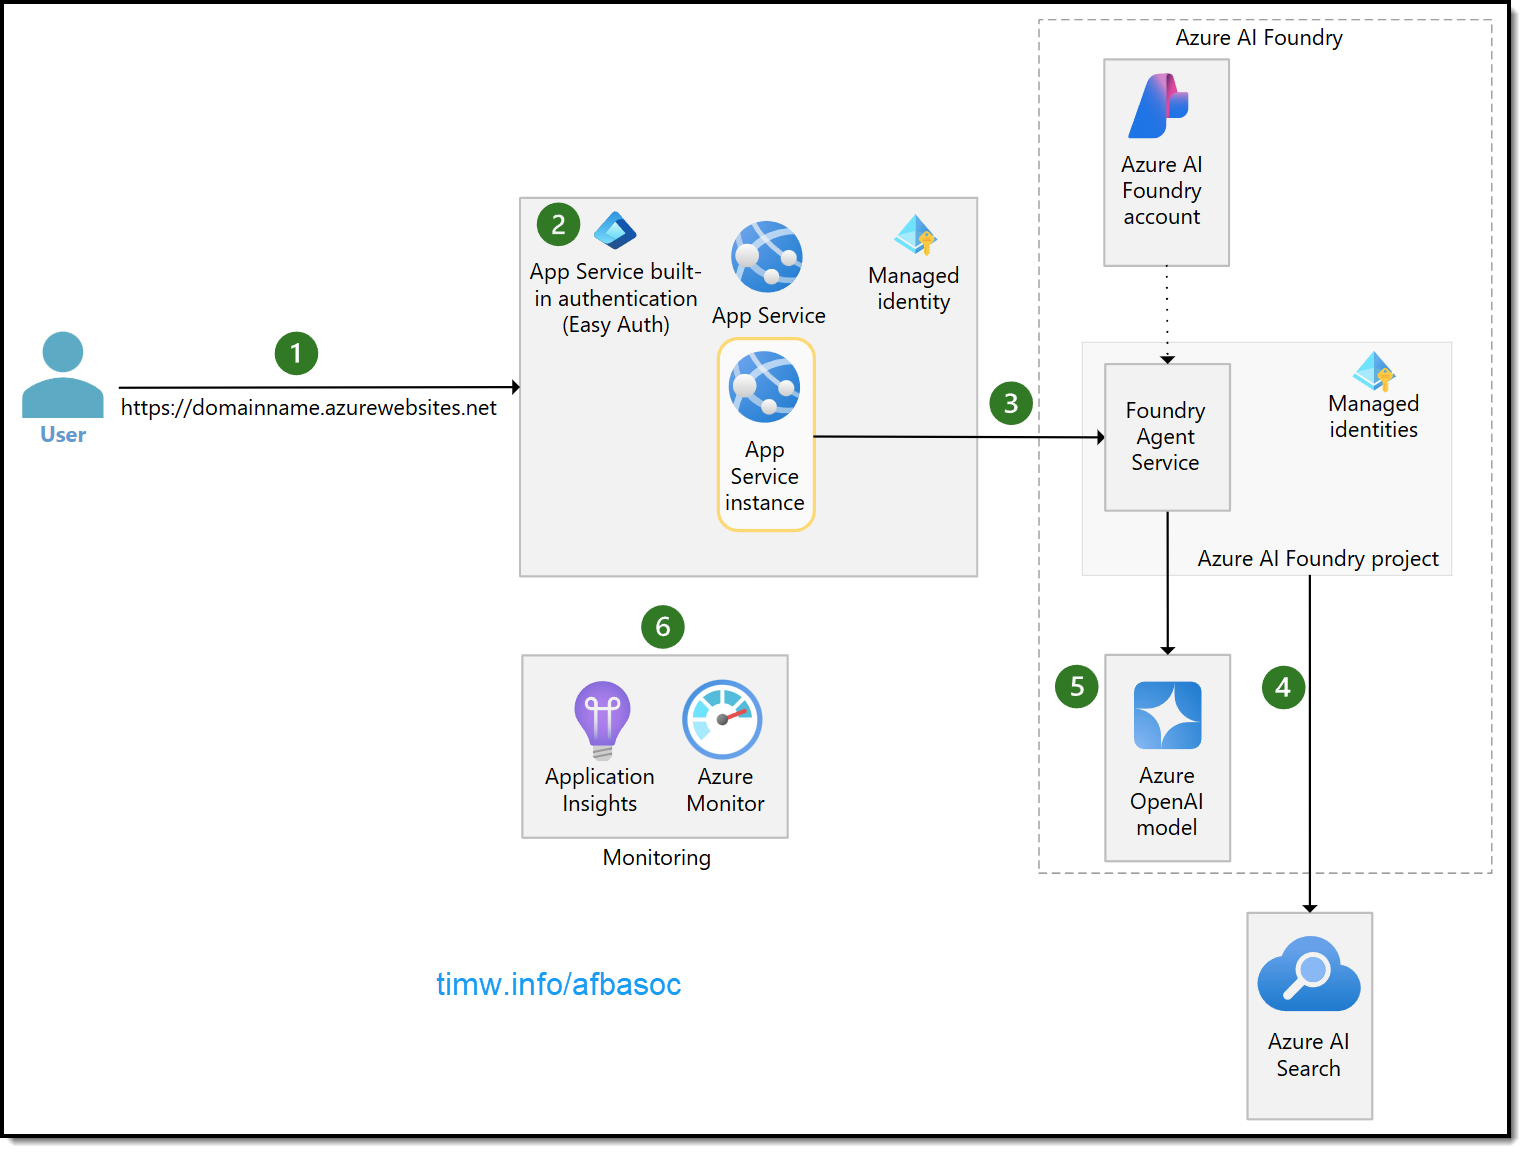 Azure AI Foundry
Azure AI
Foundry
account
2
App Service built-
in authentication
(Easy Auth)
App Service
Managed
identity
1
https://domainname.azurewebsites.net
User
App
Service
instance
3
Foundry
Agent
Service
Managed
identities
Azure AI Foundry project
6
Application
Insights
Azure
Monitor
Monitoring
5
Azure
OpenAI
model
4
timw.info/afbasoc
Azure AI
Search